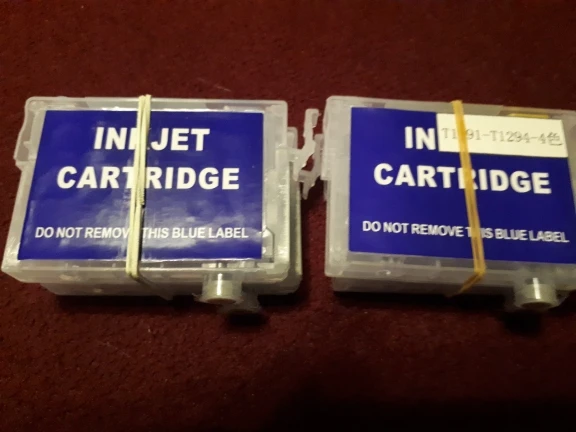 INKJET
CARTRIDGE
DO NOT REMOVE THIS BLUE LABEL
IN
T1291-T1294-4色
CARTRIDGE
DO NOT REMOVE THIS BLUE LABEL